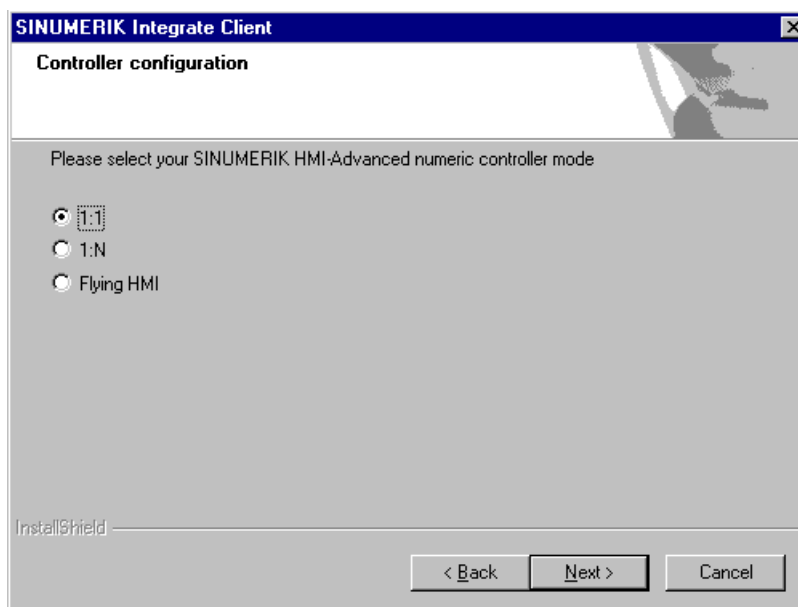 SINUMERIK Integrate Client
Controller configuration
Please select your SINUMERIK HMI-Advanced numeric controller mode
1:1
1:N
Flying HMI
InstallShield
< Back
Next >
Cancel